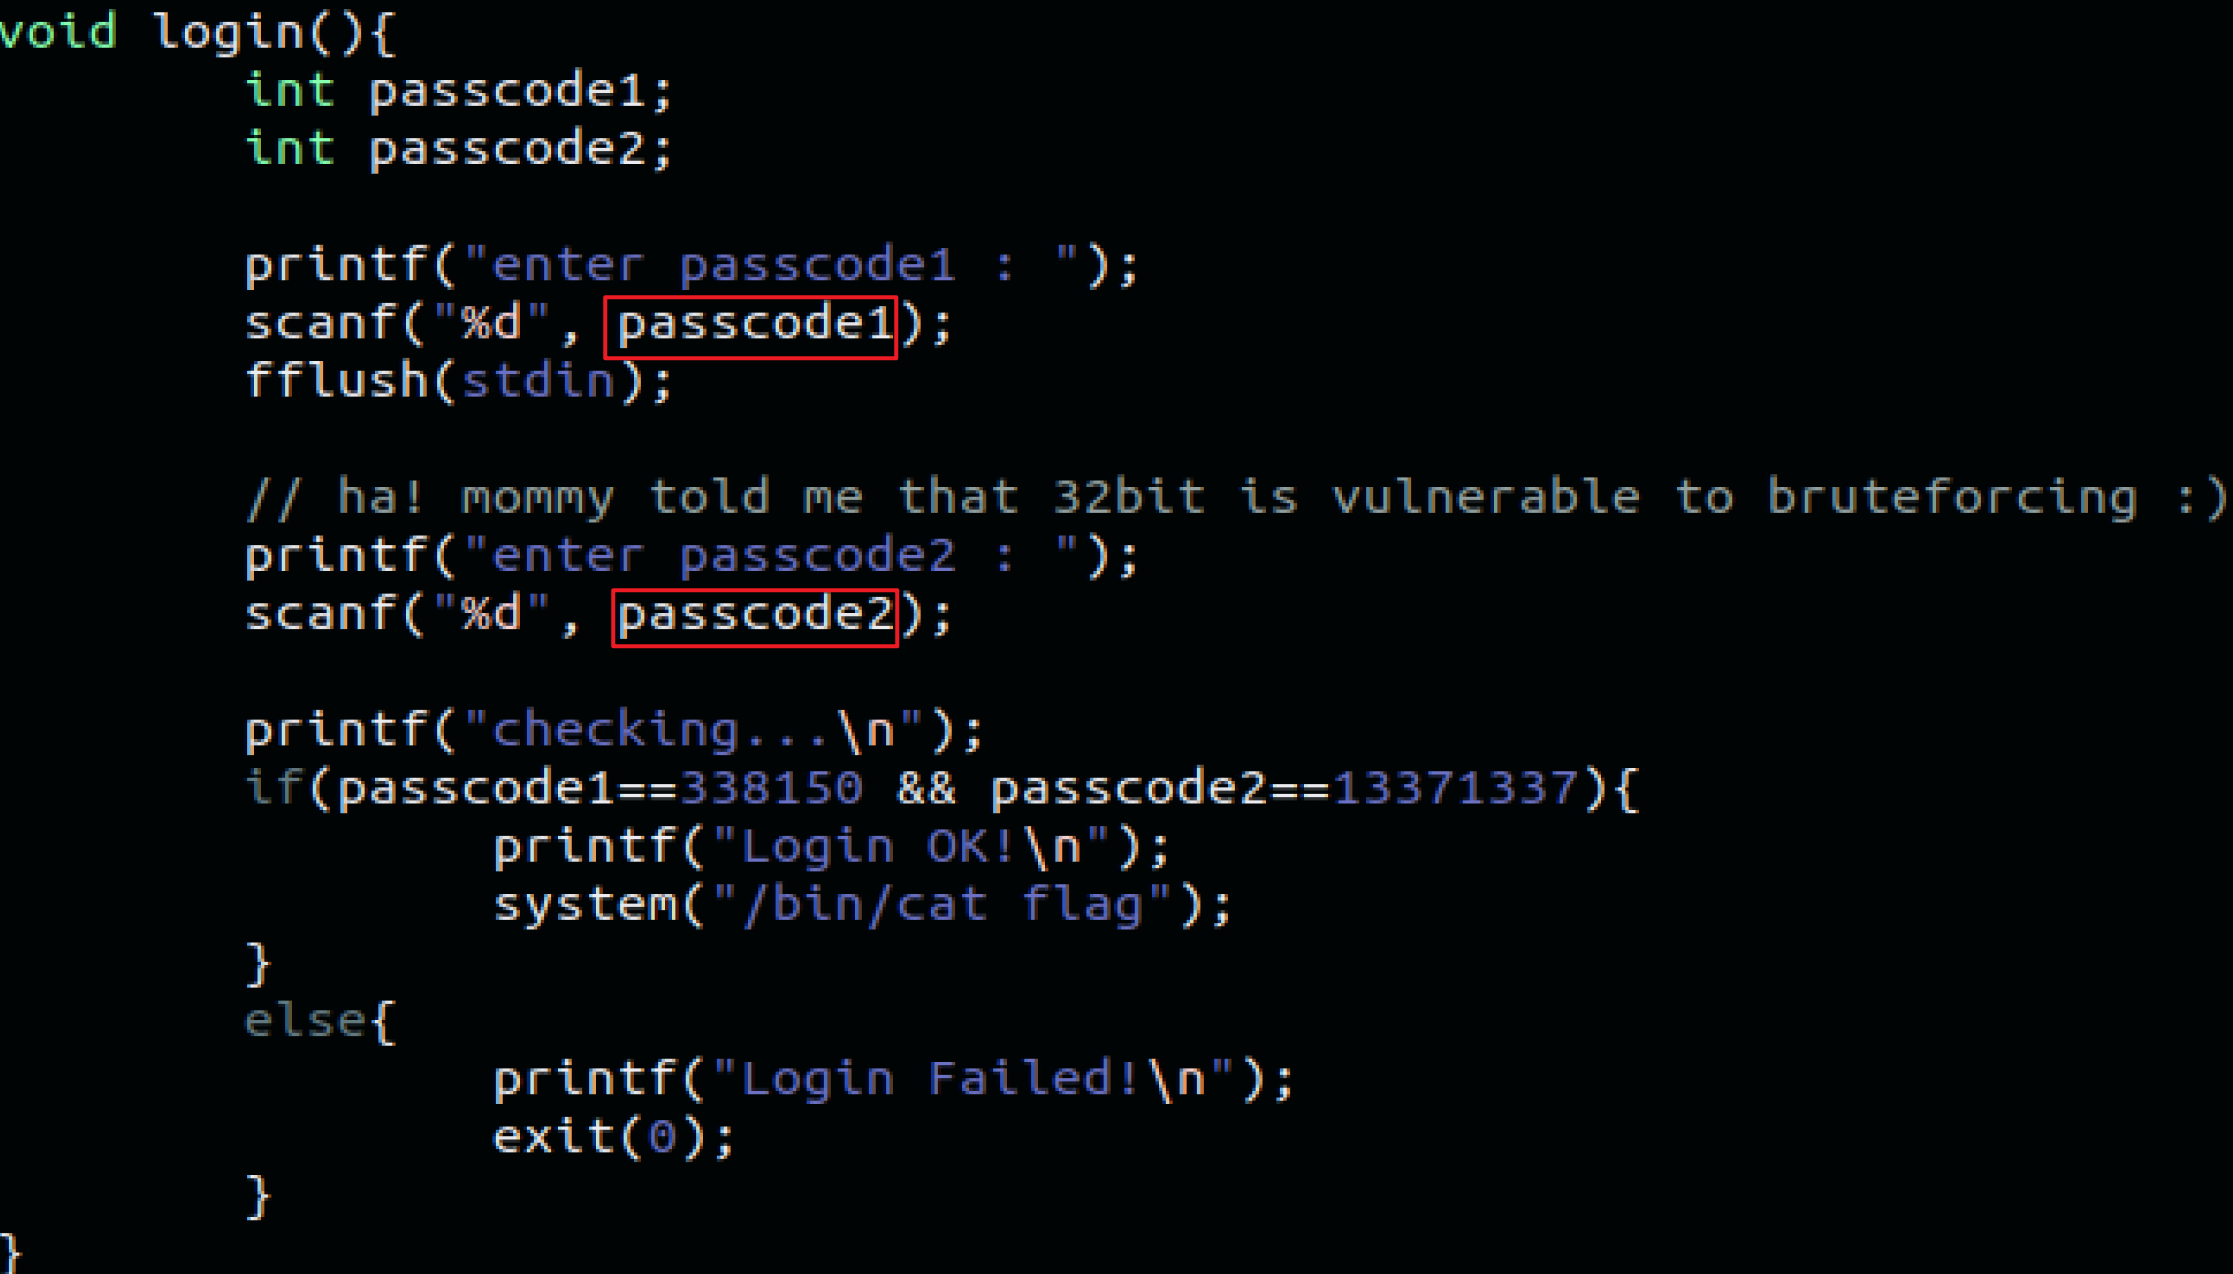 void login(){
int passcode1;
int passcode2;
printf("enter passcode1 : ");
scanf("%d", passcode1);
fflush(stdin);
// ha! mommy told me that 32bit is vulnerable to bruteforcing :)
printf("enter passcode2 : ");
scanf("%d", passcode2);
printf("checking...\n");
if(passcode1==338150 && passcode2==13371337){
printf("Login OK!\n");
system("/bin/cat flag");
}
else{
printf("Login Failed!\n");
exit(0);
}
}